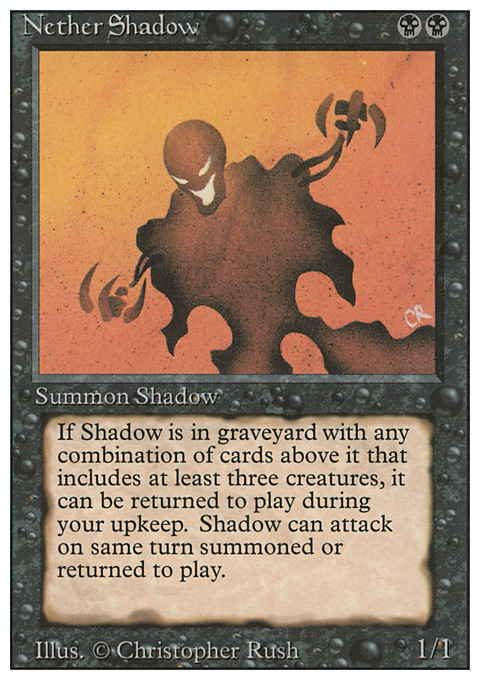 Nether Shadow
CR
Summon Shadow
If Shadow is in graveyard with any
combination of cards above it that
includes at least three creatures, it
can be returned to play during
your upkeep. Shadow can attack
on same turn summoned or
returned to play.
Illus. © Christopher Rush 1/1